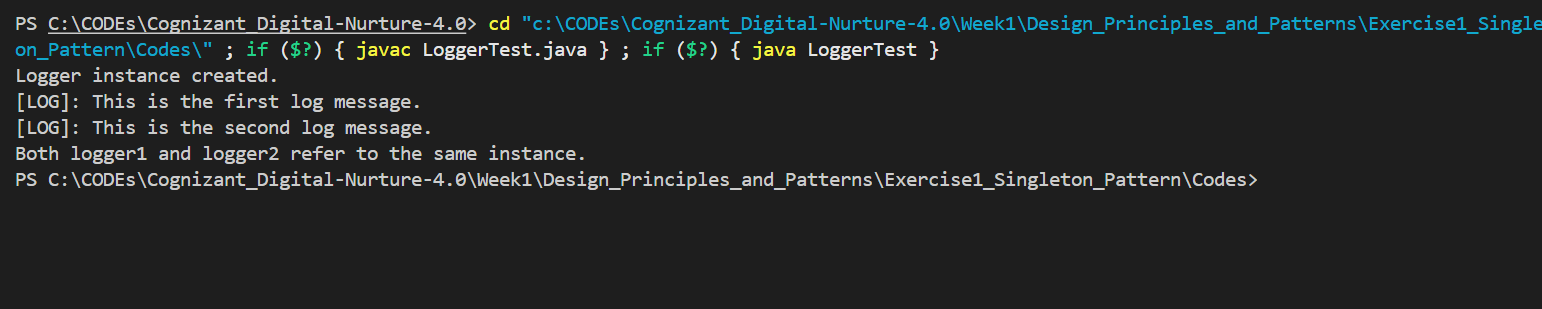 PS C:\CODEs\Cognizant_Digital-Nurture-4.0> cd "c:\CODEs\Cognizant_Digital-Nurture-4.0\Week1\Design_Principles_and_Patterns\Exercise1_Singlet
on_Pattern\Codes\" ; if ($?) { javac LoggerTest.java } ; if ($?) { java LoggerTest }
Logger instance created.
[LOG]: This is the first log message.
[LOG]: This is the second log message.
Both logger1 and logger2 refer to the same instance.
PS C:\CODEs\Cognizant_Digital-Nurture-4.0\Week1\Design_Principles_and_Patterns\Exercise1_Singleton_Pattern\Codes>